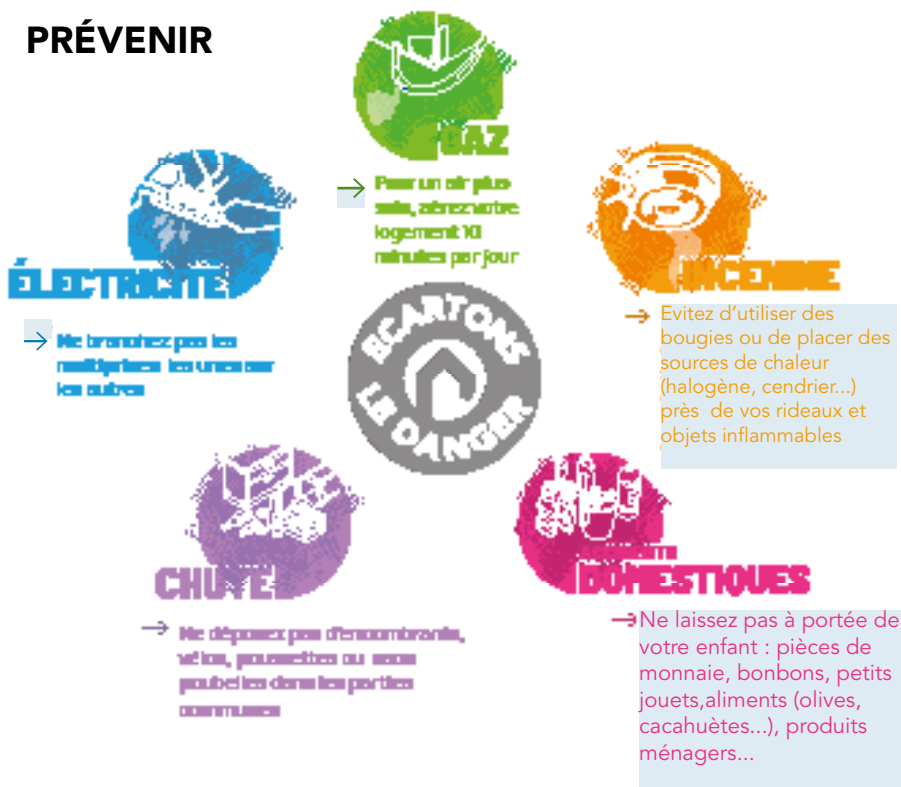 PRÉVENIR
GAZ
Pour un air plus
sain, aérez votre
logement 10
minutes par jour
ÉLECTRICITÉ
Ne branchez pas les
multiprises les unes sur
les autres
INCENDIE
Evitez d'utiliser des
bougies ou de placer des
sources de chaleur
(halogène, cendrier...)
près de vos rideaux et
objets inflammables
ECARTONS
LE DANGER
CHUTE
Ne déposez pas d'encombrants,
vélos, poussettes ou sacs
poubelles dans les parties
communes
ACCIDENTS
DOMESTIQUES
Ne laissez pas à portée de
votre enfant : pièces de
monnaie, bonbons, petits
jouets,aliments (olives,
cacahuètes...), produits
ménagers...